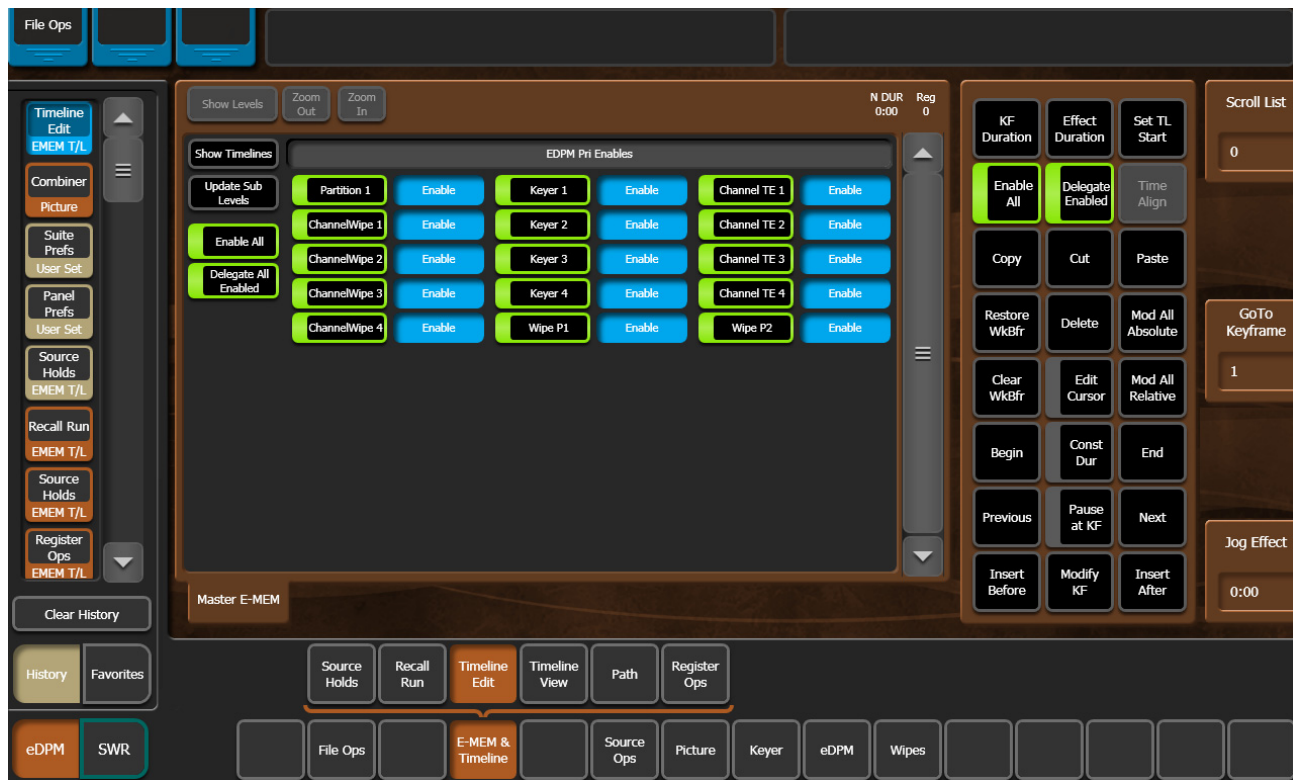 File Ops
Timeline
Edit
EMEM T/L
Combiner
Picture
Suite
Prefs
User Set
Panel
Prefs
User Set
Source
Holds
EMEM T/L
Recall Run
EMEM T/L
Source
Holds
EMEM T/L
Register
Ops
EMEM T/L
Clear History
History
Favorites
eDPM
SWR
Show Levels
Zoom
Out
Zoom
In
N DUR
0:00
Reg
0
Show Timelines
EDPM Pri Enables
Update Sub
Levels
Enable All
Delegate All
Enabled
Partition 1 Enable Keyer 1 Enable Channel TE 1 Enable
ChannelWipe 1 Enable Keyer 2 Enable Channel TE 2 Enable
ChannelWipe 2 Enable Keyer 3 Enable Channel TE 3 Enable
ChannelWipe 3 Enable Keyer 4 Enable Channel TE 4 Enable
ChannelWipe 4 Enable Wipe P1 Enable Wipe P2 Enable
Master E-MEM
KF
Duration
Effect
Duration
Set TL
Start
Enable
All
Delegate
Enabled
Time
Align
Copy
Cut
Paste
Restore
WkBfr
Delete
Mod All
Absolute
Clear
WkBfr
Edit
Cursor
Mod All
Relative
Begin
Const
Dur
End
Previous
Pause
at KF
Next
Insert
Before
Modify
KF
Insert
After
Scroll List
0
GoTo
Keyframe
1
Jog Effect
0:00
Source
Holds
Recall
Run
Timeline
Edit
Timeline
View
Path
Register
Ops
File Ops
E-MEM &
Timeline
Source
Ops
Picture
Keyer
eDPM
Wipes